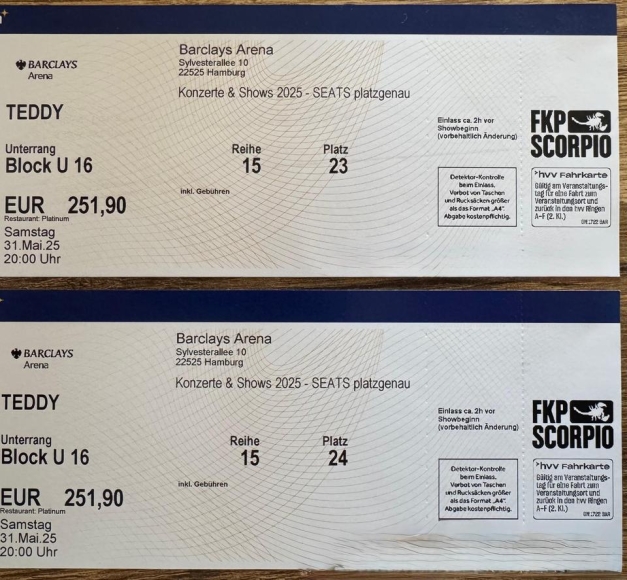 BARCLAYS
Arena
Barclays Arena
Sylvesterallee 10
22525 Hamburg
Konzerte & Shows 2025 - SEATS platzgenau
TEDDY
Unterrang
Block U 16
Reihe
15
Platz
23
EUR 251,90
inkl. Gebühren
Restaurant: Platinum
Samstag
31.Mai.25
20:00 Uhr
Einlass ca. 2h vor
Showbeginn
(vorbehaltlich Änderung)
Detektor-Kontrolle
beim Einlass.
Verbot von Taschen
und Rucksäcken größer
als das Format „A4".
Abgabe kostenpflichtig.
FKP
SCORPIO
hvv Fahrkarte
Gültig am Veranstaltungs-
tag für eine Fahrt zum
Veranstaltungsort und
zurück in den hvv Ringen
A-F (2. Kl.)
BARCLAYS
Arena
Barclays Arena
Sylvesterallee 10
22525 Hamburg
Konzerte & Shows 2025 - SEATS platzgenau
TEDDY
Unterrang
Block U 16
Reihe
15
Platz
24
EUR 251,90
inkl. Gebühren
Restaurant: Platinum
Samstag
31.Mai.25
20:00 Uhr
Einlass ca. 2h vor
Showbeginn
(vorbehaltlich Änderung)
Detektor-Kontrolle
beim Einlass.
Verbot von Taschen
und Rucksäcken größer
als das Format „A4".
Abgabe kostenpflichtig.
FKP
SCORPIO
hvv Fahrkarte
Gültig am Veranstaltungs-
tag für eine Fahrt zum
Veranstaltungsort und
zurück in den hvv Ringen
A-F (2. Kl.)